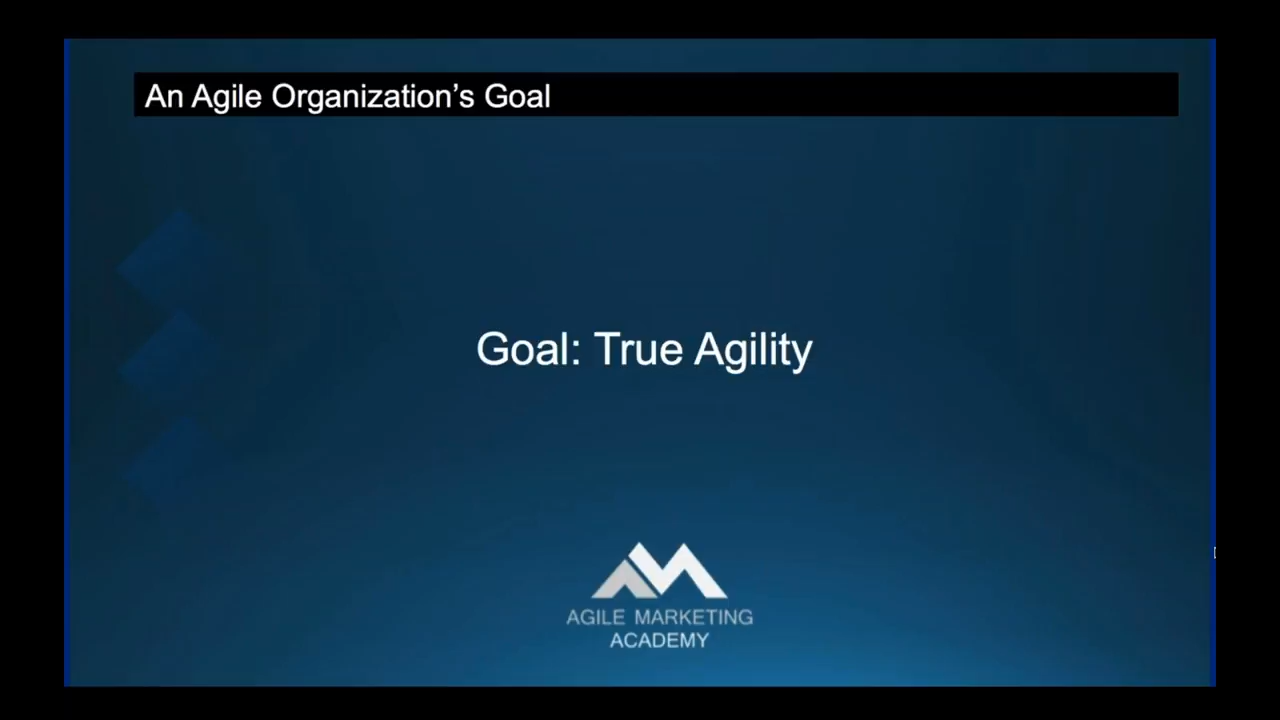 An Agile Organization's Goal
Goal: True Agility
AGILE MARKETING
ACADEMY